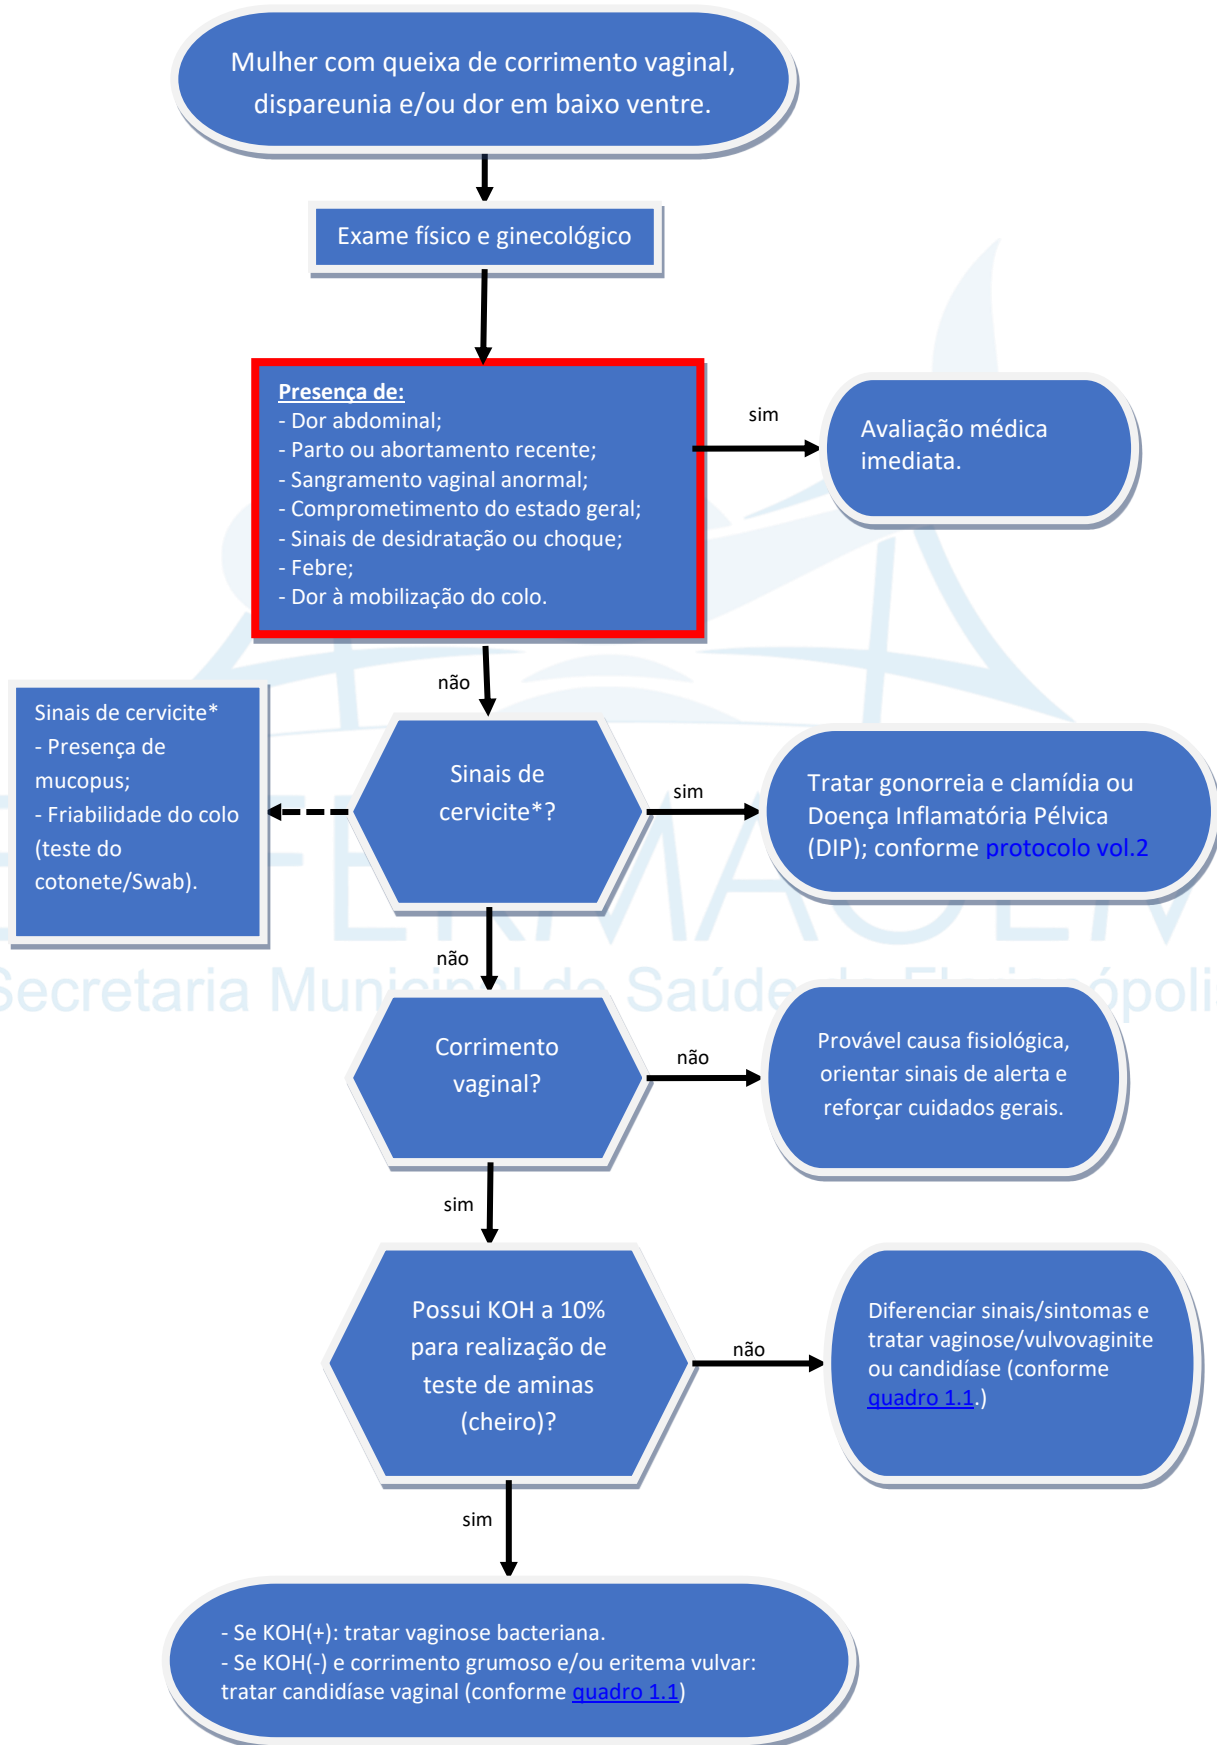 Mulher com queixa de corrimento vaginal,
dispareunia e/ou dor em baixo ventre.
Exame físico e ginecológico
Presença de:
- Dor abdominal;
- Parto ou abortamento recente;
- Sangramento vaginal anormal;
- Comprometimento do estado geral;
- Sinais de desidratação ou choque;
- Febre;
- Dor à mobilização do colo.
sim
Avaliação médica
imediata.
não
Sinais de cervicite*
- Presença de
mucopus;
- Friabilidade do colo
(teste do
cotonete/Swab).
Sinais de
cervicite*?
sim
Tratar gonorreia e clamídia ou
Doença Inflamatória Pélvica
(DIP); conforme protocolo vol.2
não
Secretaria Municipal de Saúde de Florianópolis
Corrimento
vaginal?
não
Provável causa fisiológica,
orientar sinais de alerta e
reforçar cuidados gerais.
sim
Possui KOH a 10%
para realização de
teste de aminas
(cheiro)?
não
Diferenciar sinais/sintomas e
tratar vaginose/vulvovaginite
ou candidíase (conforme
quadro 1.1.)
sim
- Se KOH(+): tratar vaginose bacteriana.
- Se KOH(-) e corrimento grumoso e/ou eritema vulvar:
tratar candidíase vaginal (conforme quadro 1.1)